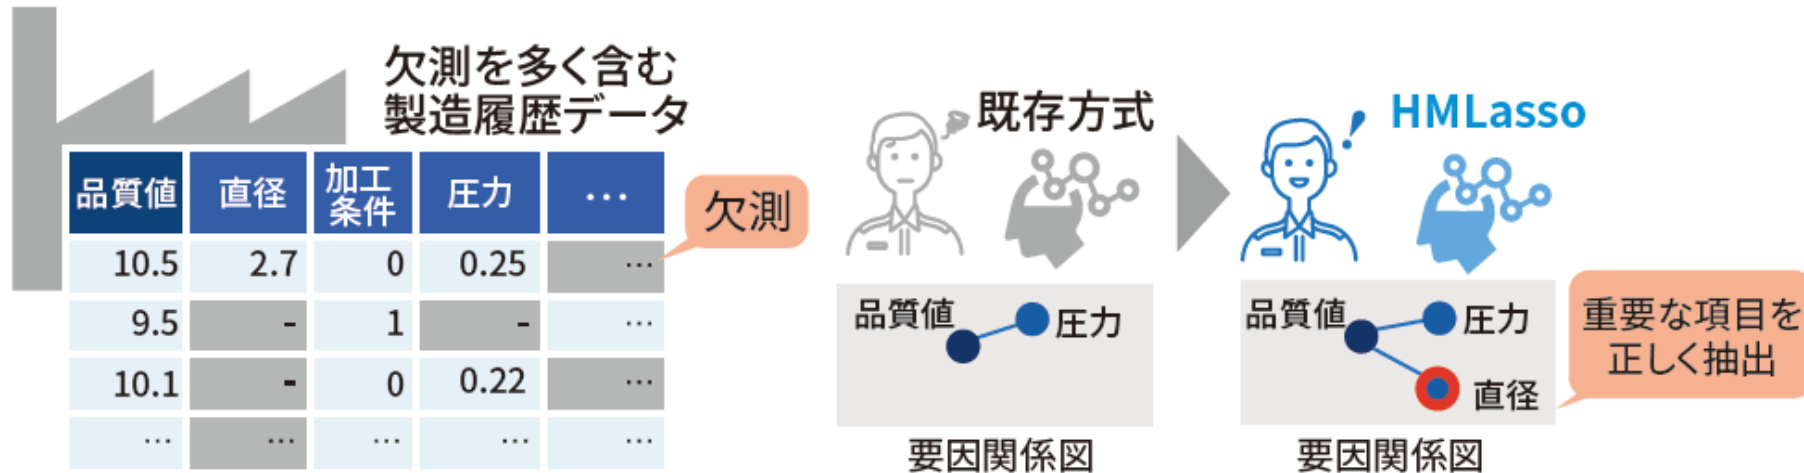 欠測を多く含む
製造履歴データ
品質値 直径 加工条件 圧力 …
10.5 2.7 0 0.25 …
9.5 - 1 - …
10.1 - 0 0.22 …
… … … … …
欠測
既存方式
品質値
圧力
要因関係図
HMLasso
品質値
圧力
直径
要因関係図
重要な項目を
正しく抽出